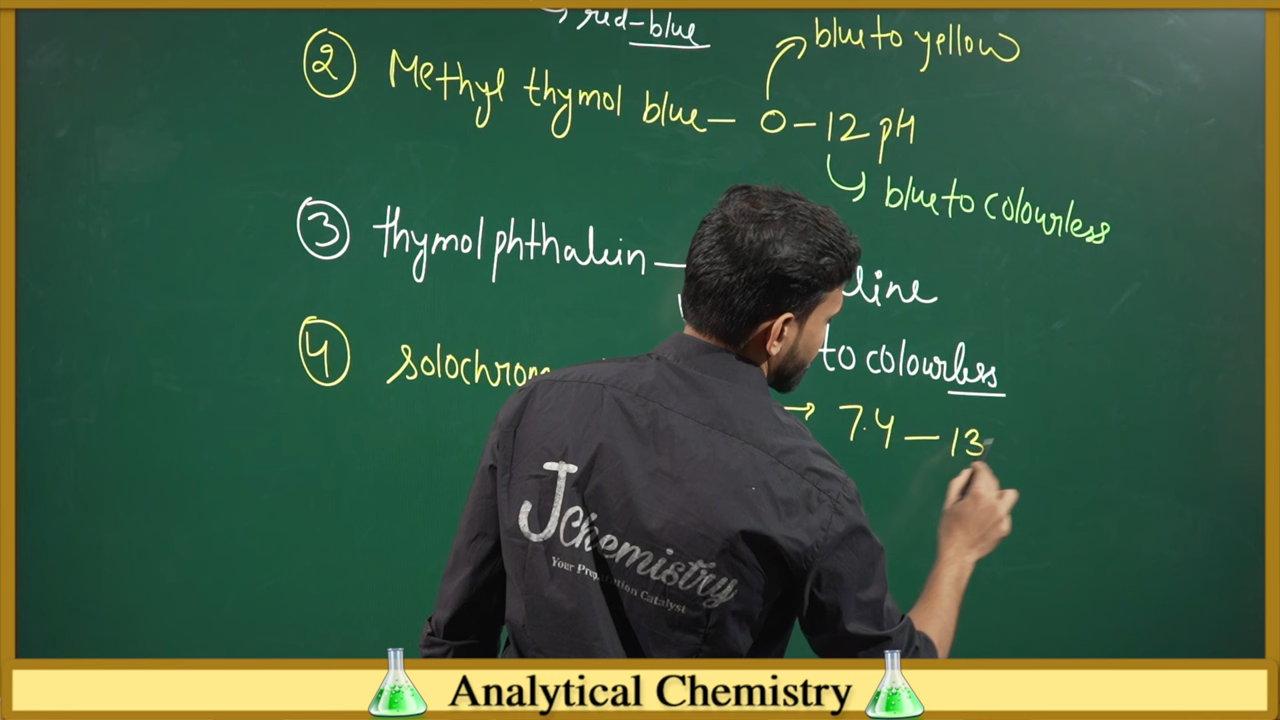 → red-blue
blue to yellow
② Methyl thymol blue — 0 - 12 pH
↳ blue to colourless
③ thymolphthalein —
line
to colourless
④ solochrom
→ 7.4 — 13
Jchemistry
Your Preparation Catalyst
Analytical Chemistry